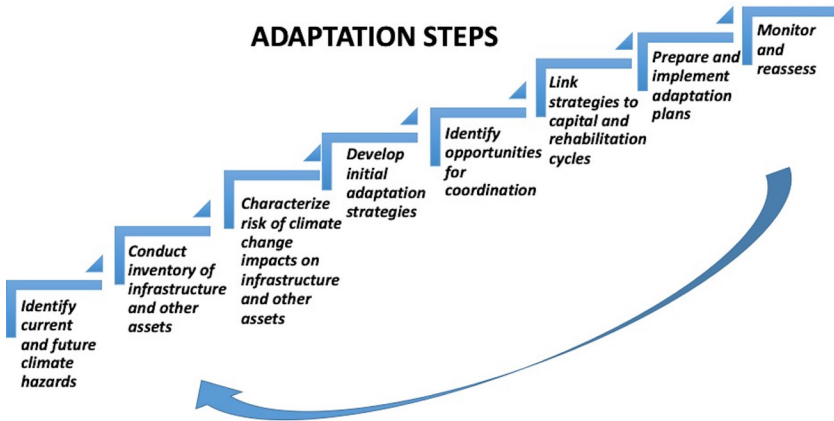 ADAPTATION STEPS
Identify
current
and future
climate
hazards
Conduct
inventory of
infrastructure
and other
assets
Characterize
risk of climate
change
impacts on
infrastructure
and other
assets
Develop
initial
adaptation
strategies
Identify
opportunities
for
coordination
Link
strategies to
capital and
rehabilitation
cycles
Prepare and
implement
adaptation
plans
Monitor
and
reassess